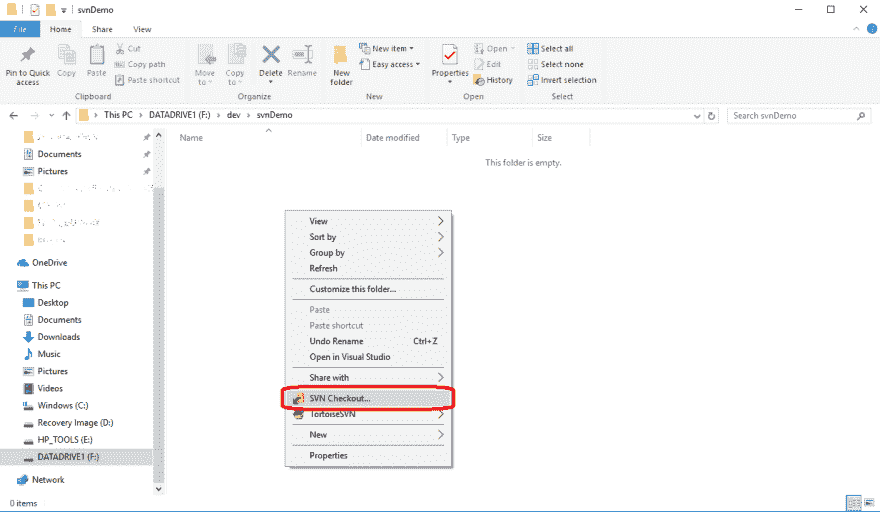 svnDemo
File Home Share View
Pin to Quick access
Copy
Paste
Cut
Copy path
Paste shortcut
Clipboard
Move to
Copy to
Delete
Rename
Organize
New folder
New item
Easy access
New
Properties
Open
Edit
History
Open
Select all
Select none
Invert selection
Select
This PC > DATADRIVE1 (F:) > dev > svnDemo
Search svnDemo
Name Date modified Type Size
This folder is empty.
Documents
Pictures
OneDrive
This PC
Desktop
Documents
Downloads
Music
Pictures
Videos
Windows (C:)
Recovery Image (D:)
HP_TOOLS (E:)
DATADRIVE1 (F:)
Network
View
Sort by
Group by
Refresh
Customize this folder...
Paste
Paste shortcut
Undo Rename Ctrl+Z
Open in Visual Studio
Share with
SVN Checkout...
TortoiseSVN
New
Properties
0 items